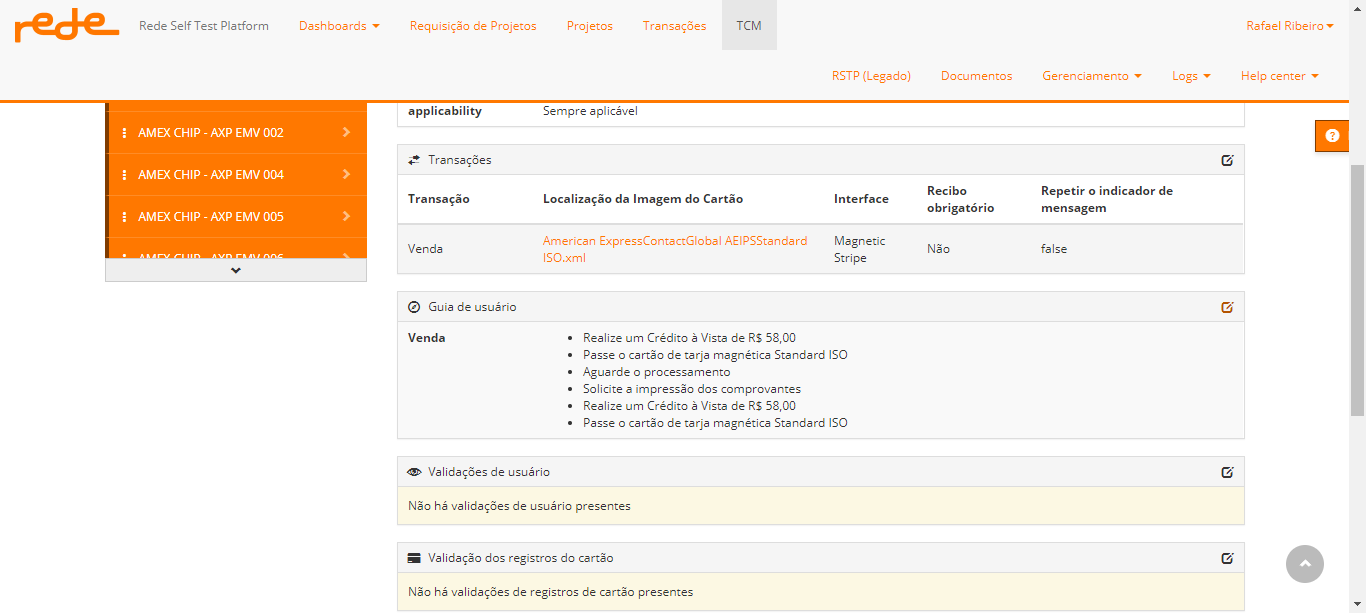 rede
Rede Self Test Platform
Dashboards
Requisição de Projetos
Projetos
Transações
TCM
Rafael Ribeiro
RSTP (Legado)
Documentos
Gerenciamento
Logs
Help center
AMEX CHIP - AXP EMV 002
AMEX CHIP - AXP EMV 004
AMEX CHIP - AXP EMV 005
AMEX CHIP - AXP EMV 006
applicability
Sempre aplicável
Transações
Transação
Localização da Imagem do Cartão
Interface
Recibo
obrigatório
Repetir o indicador de
mensagem
Venda
American ExpressContactGlobal AEIPSStandard
ISO.xml
Magnetic
Stripe
Não
false
Guia de usuário
Venda
Realize um Crédito à Vista de R$ 58,00
Passe o cartão de tarja magnética Standard ISO
Aguarde o processamento
Solicite a impressão dos comprovantes
Realize um Crédito à Vista de R$ 58,00
Passe o cartão de tarja magnética Standard ISO
Validações de usuário
Não há validações de usuário presentes
Validação dos registros do cartão
Não há validações de registros de cartão presentes